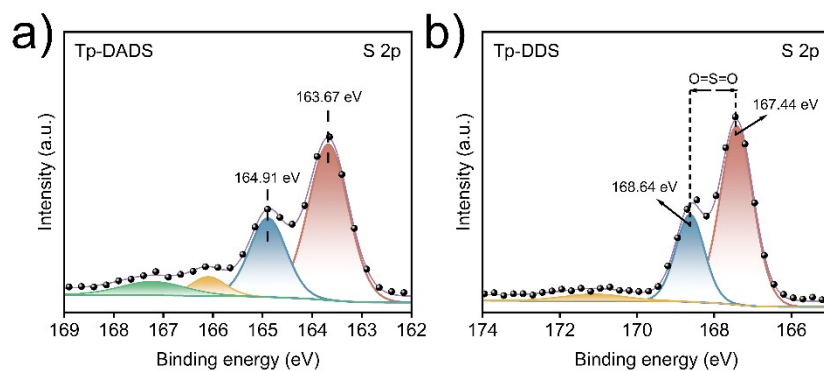 a)
Tp-DADS
S 2p
163.67 eV
164.91 eV
Intensity (a.u.)
169 168 167 166 165 164 163 162
Binding energy (eV)
b)
Tp-DDS
S 2p
O=S=O
167.44 eV
168.64 eV
Intensity (a.u.)
174 172 170 168 166
Binding energy (eV)